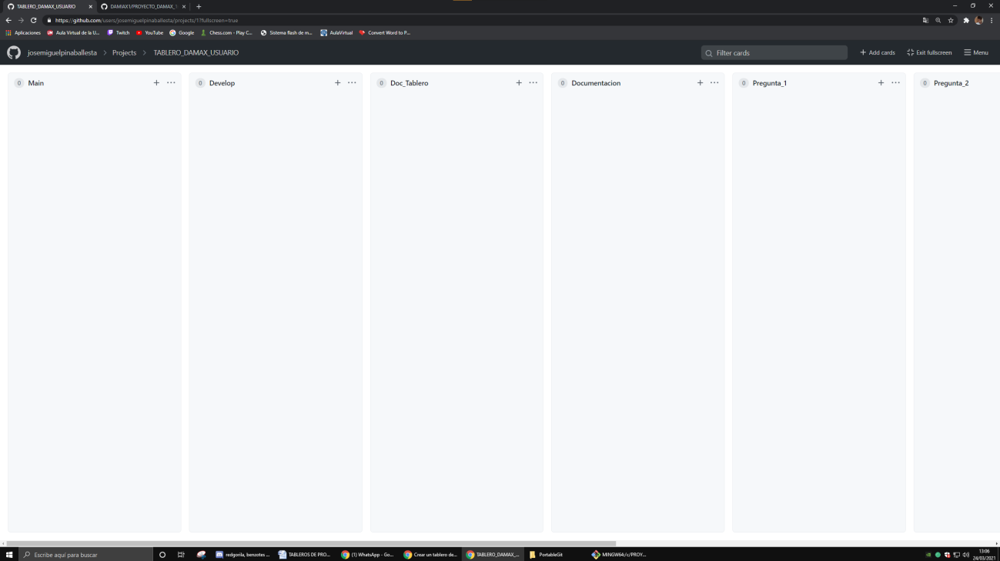 TABLERO_DAMAX_USUARIO
DAMIAX1/PROYECTO_DAMAX_
https://github.com/users/josemiguelpinaballesta/projects/1?fullscreen=true
Aplicaciones
Aula Virtual de la U...
Twitch
YouTube
Google
Chess.com - Play C...
Sistema flash de m...
AulaVirtual
Convert Word to P...
josemiguelpinaballesta
Projects
TABLERO_DAMAX_USUARIO
Filter cards
Add cards
Exit fullscreen
Menu
0 Main
0 Develop
0 Doc_Tablero
0 Documentacion
0 Pregunta_1
0 Pregunta_2
Escribe aquí para buscar
redgorila, benzotes ...
TABLEROS DE PRO...
(1) WhatsApp - Go...
Crear un tablero de...
TABLERO_DAMAX_...
PortableGit
MINGW64:/c/PROY...
13:06
24/03/2021